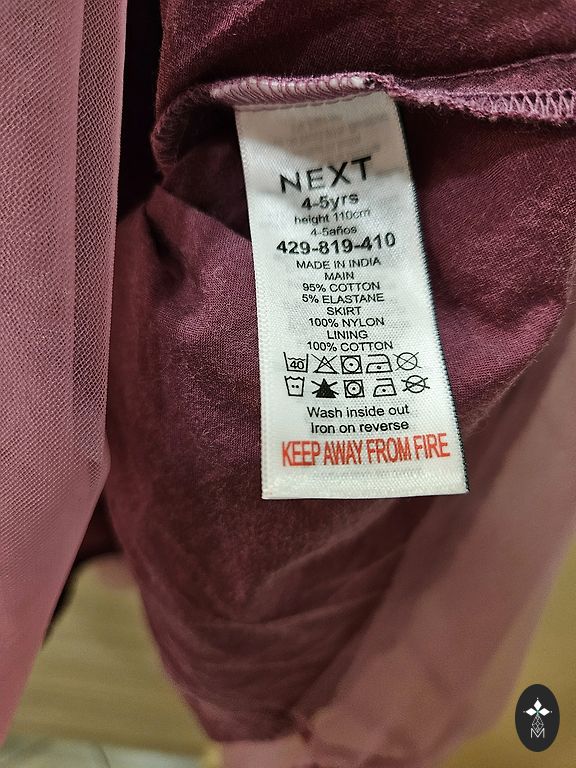 NEXT
4-5yrs
height 110cm
4-5años
429-819-410
MADE IN INDIA
MAIN
95% COTTON
5% ELASTANE
SKIRT
100% NYLON
LINING
100% COTTON
40
Wash inside out
Iron on reverse
KEEP AWAY FROM FIRE
M